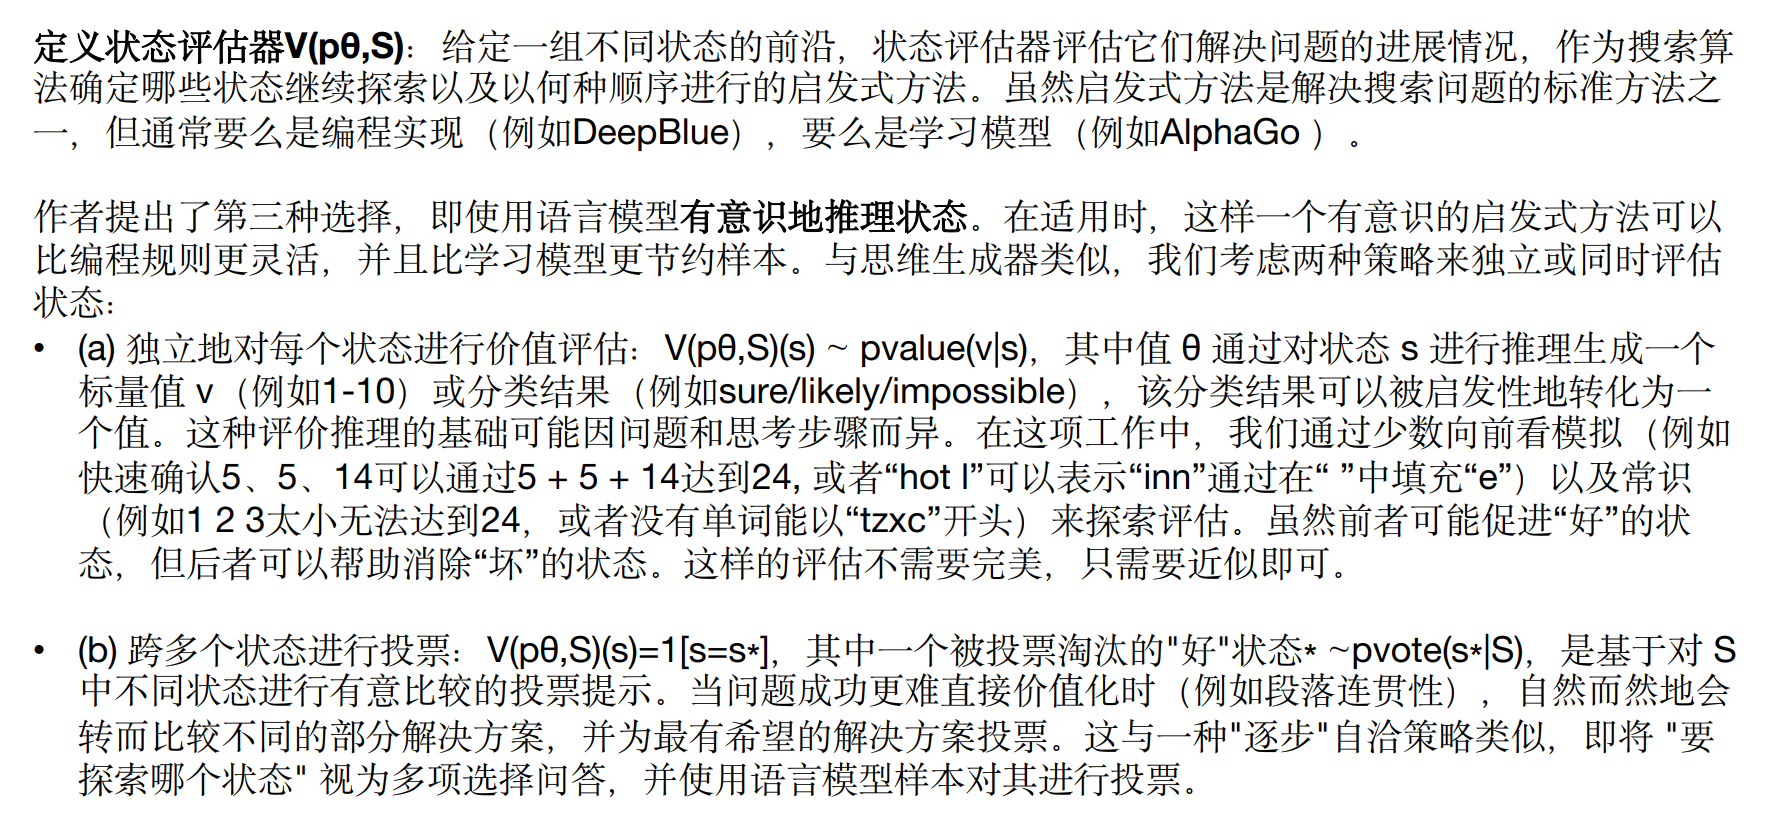 定义状态评估器V(pθ,S)：给定一组不同状态的前沿，状态评估器评估它们解决问题的进展情况，作为搜索算
法确定哪些状态继续探索以及以何种顺序进行的启发式方法。虽然启发式方法是解决搜索问题的标准方法之
一，但通常要么是编程实现（例如DeepBlue），要么是学习模型（例如AlphaGo ）。
作者提出了第三种选择，即使用语言模型有意识地推理状态。在适用时，这样一个有意识的启发式方法可以
比编程规则更灵活，并且比学习模型更节约样本。与思维生成器类似，我们考虑两种策略来独立或同时评估
状态：
• (a) 独立地对每个状态进行价值评估：V(pθ,S)(s) ~ pvalue(v|s)，其中值 θ 通过对状态 s 进行推理生成一个
标量值 v（例如1-10）或分类结果（例如sure/likely/impossible），该分类结果可以被启发性地转化为一
个值。这种评价推理的基础可能因问题和思考步骤而异。在这项工作中，我们通过少数向前看模拟（例如
快速确认5、5、14可以通过5 + 5 + 14达到24, 或者“hot l”可以表示“inn”通过在“ ”中填充“e”）以及常识
（例如1 2 3太小无法达到24，或者没有单词能以“tzxc”开头）来探索评估。虽然前者可能促进“好”的状
态，但后者可以帮助消除“坏”的状态。这样的评估不需要完美，只需要近似即可。
• (b) 跨多个状态进行投票：V(pθ,S)(s)=1[s=s*]，其中一个被投票淘汰的"好"状态* ~pvote(s*|S)，是基于对 S
中不同状态进行有意比较的投票提示。当问题成功更难直接价值化时（例如段落连贯性），自然而然地会
转而比较不同的部分解决方案，并为最有希望的解决方案投票。这与一种"逐步"自洽策略类似，即将 "要
探索哪个状态" 视为多项选择问答，并使用语言模型样本对其进行投票。